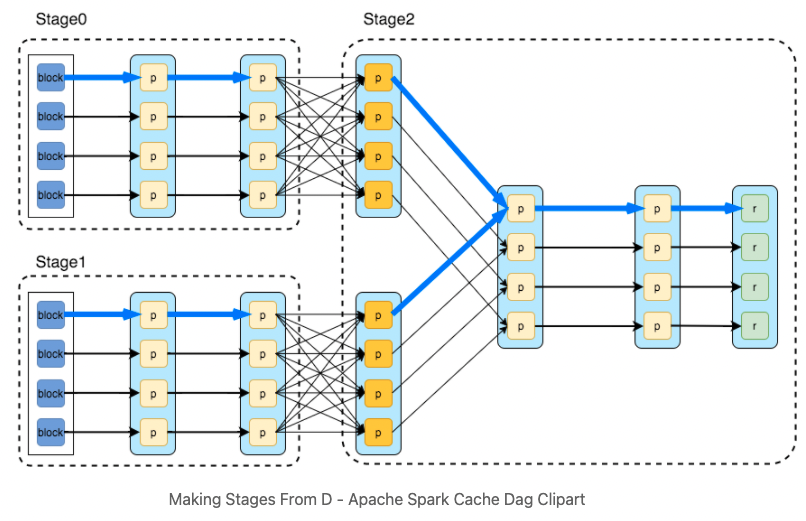 Stage0
Stage2
block p p p
block p p p
block p p p
block p p p
p p r
p p r
p p r
p p r
Stage1
block p p p
block p p p
block p p p
block p p p
Making Stages From D - Apache Spark Cache Dag Clipart